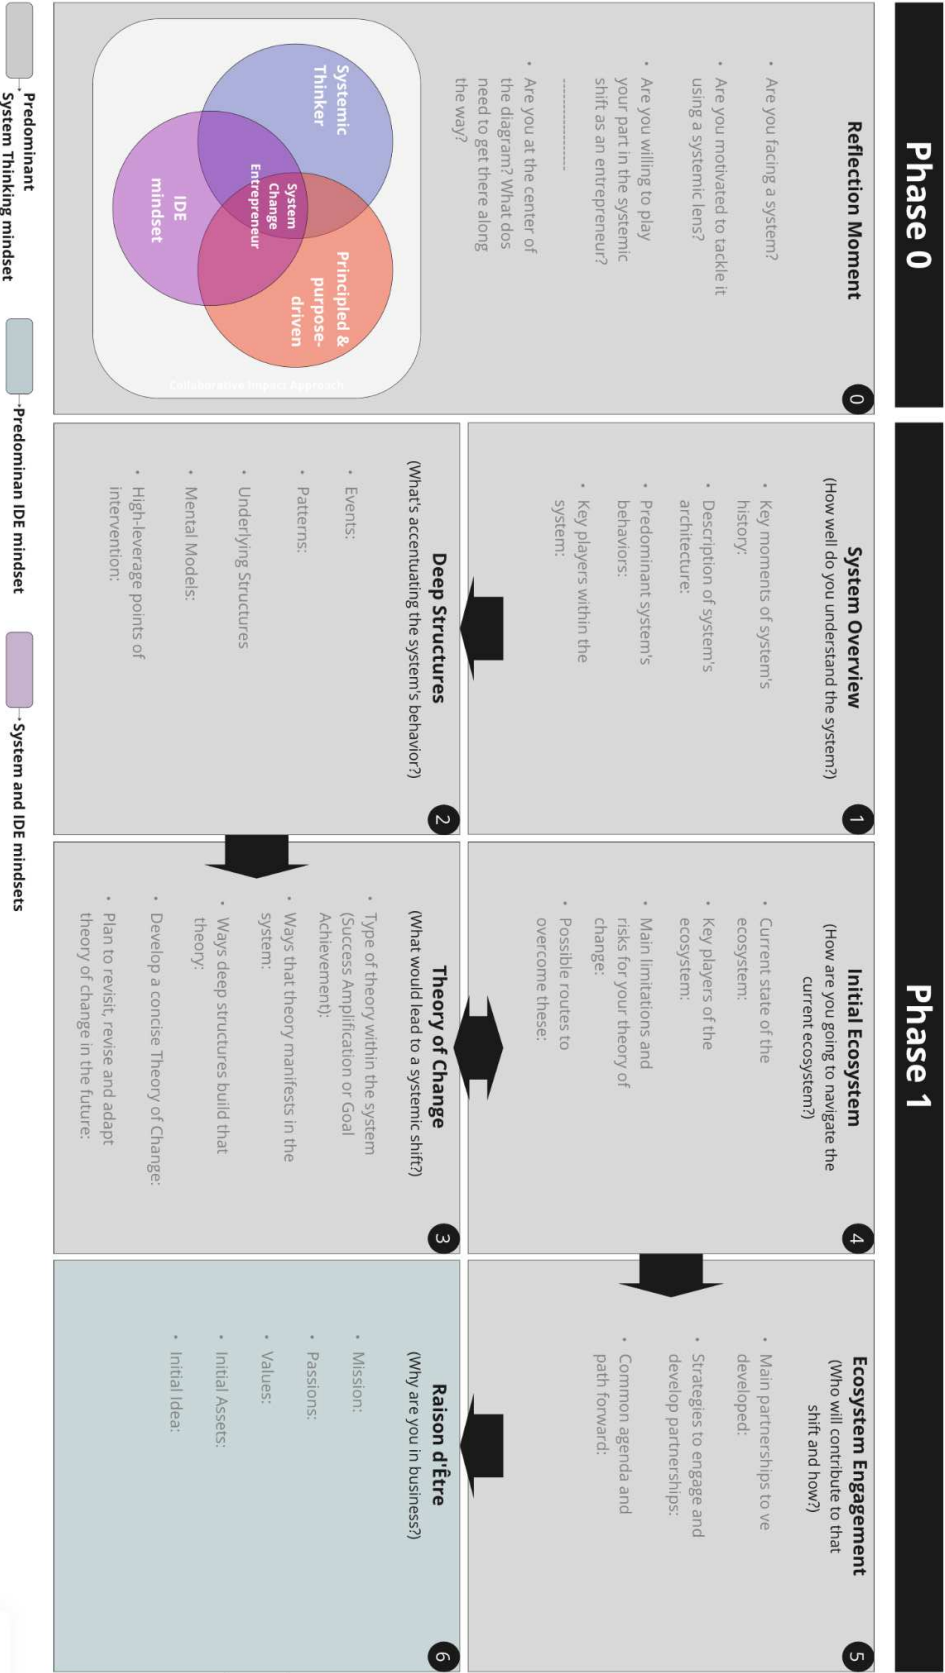 Phase 0
Phase 1
Reflection Moment
0
• Are you facing a system?
• Are you motivated to tackle it
using a systemic lens?
• Are you willing to play
your part in the systemic
shift as an entrepreneur?
--------------------
• Are you at the center of
the diagram? What dos
need to get there along
the way?
Systemic
Thinker
Principled &
purpose-
driven
System
Change
Entrepreneur
IDE
mindset
Collaborative Impact Approach
System Overview
(How well do you understand the system?)
1
• Key moments of system's
history:
• Description of system's
architecture:
• Predominant system's
behaviors:
• Key players within the
system:
Deep Structures
(What's accentuating the system's behavior?)
2
• Events:
• Patterns:
• Underlying Structures
• Mental Models:
• High-leverage points of
intervention:
Theory of Change
(What would lead to a systemic shift?)
3
• Type of theory within the system
(Success Amplification or Goal
Achievement):
• Ways that theory manifests in the
system:
• Ways deep structures build that
theory:
• Develop a concise Theory of Change:
• Plan to revisit, revise and adapt
theory of change in the future:
Initial Ecosystem
(How are you going to navigate the
current ecosystem?)
4
• Current state of the
ecosystem:
• Key players of the
ecosystem:
• Main limitations and
risks for your theory of
change:
• Possible routes to
overcome these:
Ecosystem Engagement
(Who will contribute to that
shift and how?)
5
• Main partnerships to ve
developed:
• Strategies to engage and
develop partnerships:
• Common agenda and
path forward:
Raison d'Être
(Why are you in business?)
6
• Mission:
• Passions:
• Values:
• Initial Assets:
• Initial Idea:
Predominant
System Thinking mindset
Predominan IDE mindset
System and IDE mindsets